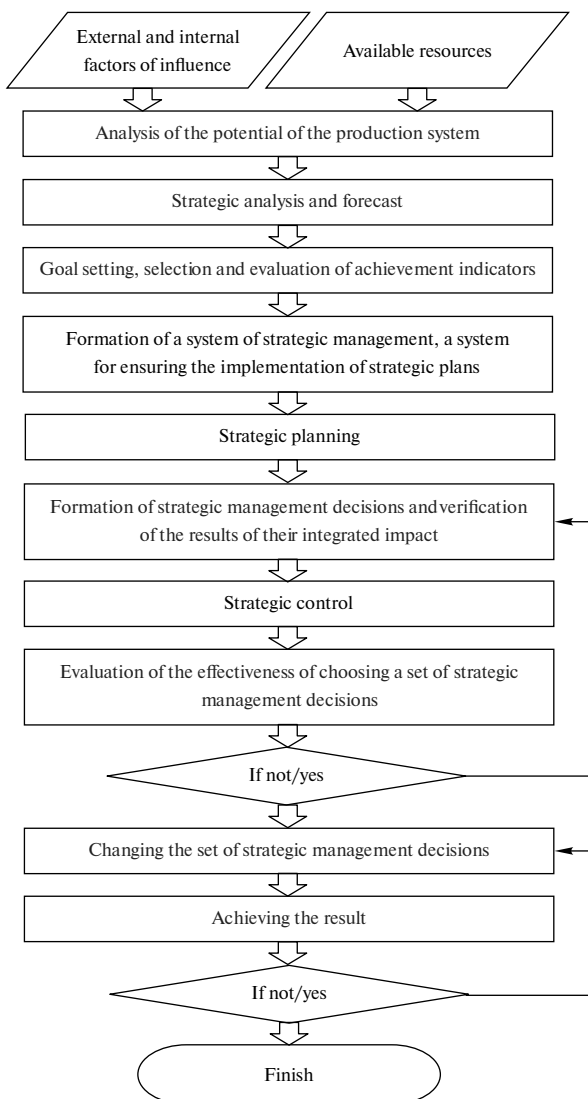 External and internal
factors of influence
Available resources
Analysis of the potential of the production system
Strategic analysis and forecast
Goal setting, selection and evaluation of achievement indicators
Formation of a system of strategic management, a system
for ensuring the implementation of strategic plans
Strategic planning
Formation of strategic management decisions and verification
of the results of their integrated impact
Strategic control
Evaluation of the effectiveness of choosing a set of strategic
management decisions
If not/yes
Changing the set of strategic management decisions
Achieving the result
If not/yes
Finish